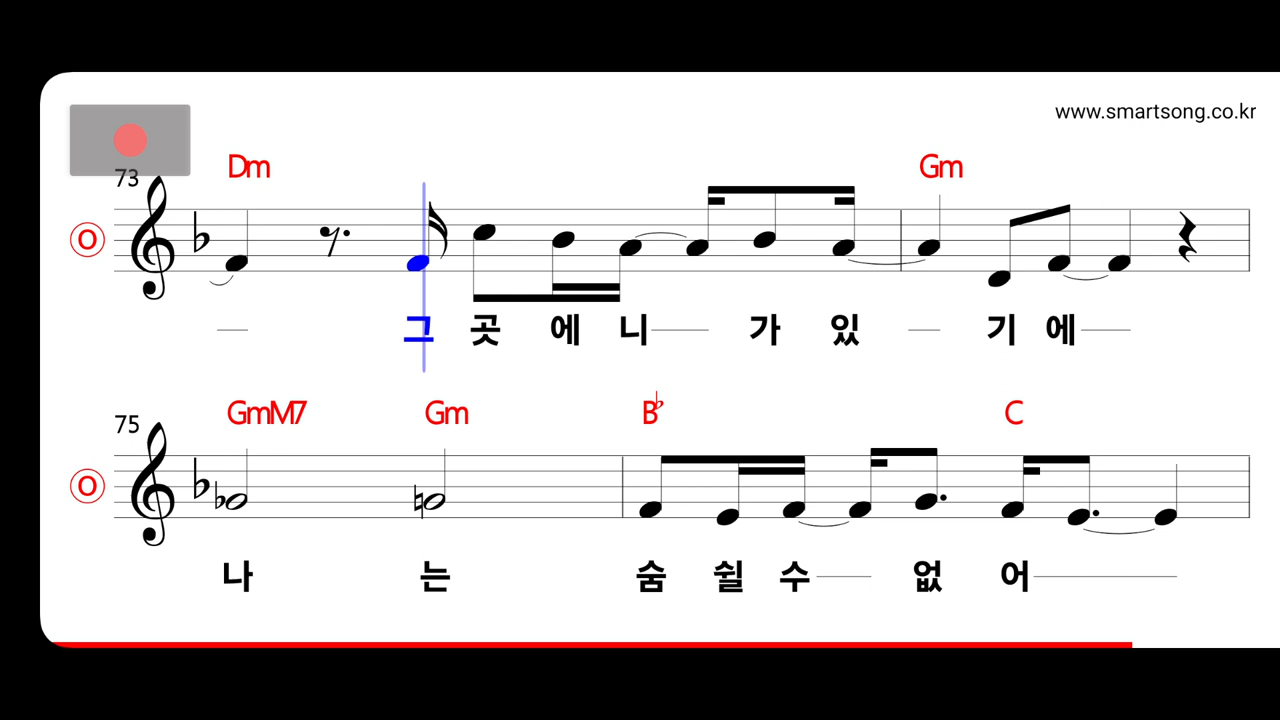 www.smartsong.co.kr
73 Dm Gm
O
그 곳 에 니 가 있 기 에
75 GmM7 Gm B♭ C
O
나 는 숨 쉴 수 없 어